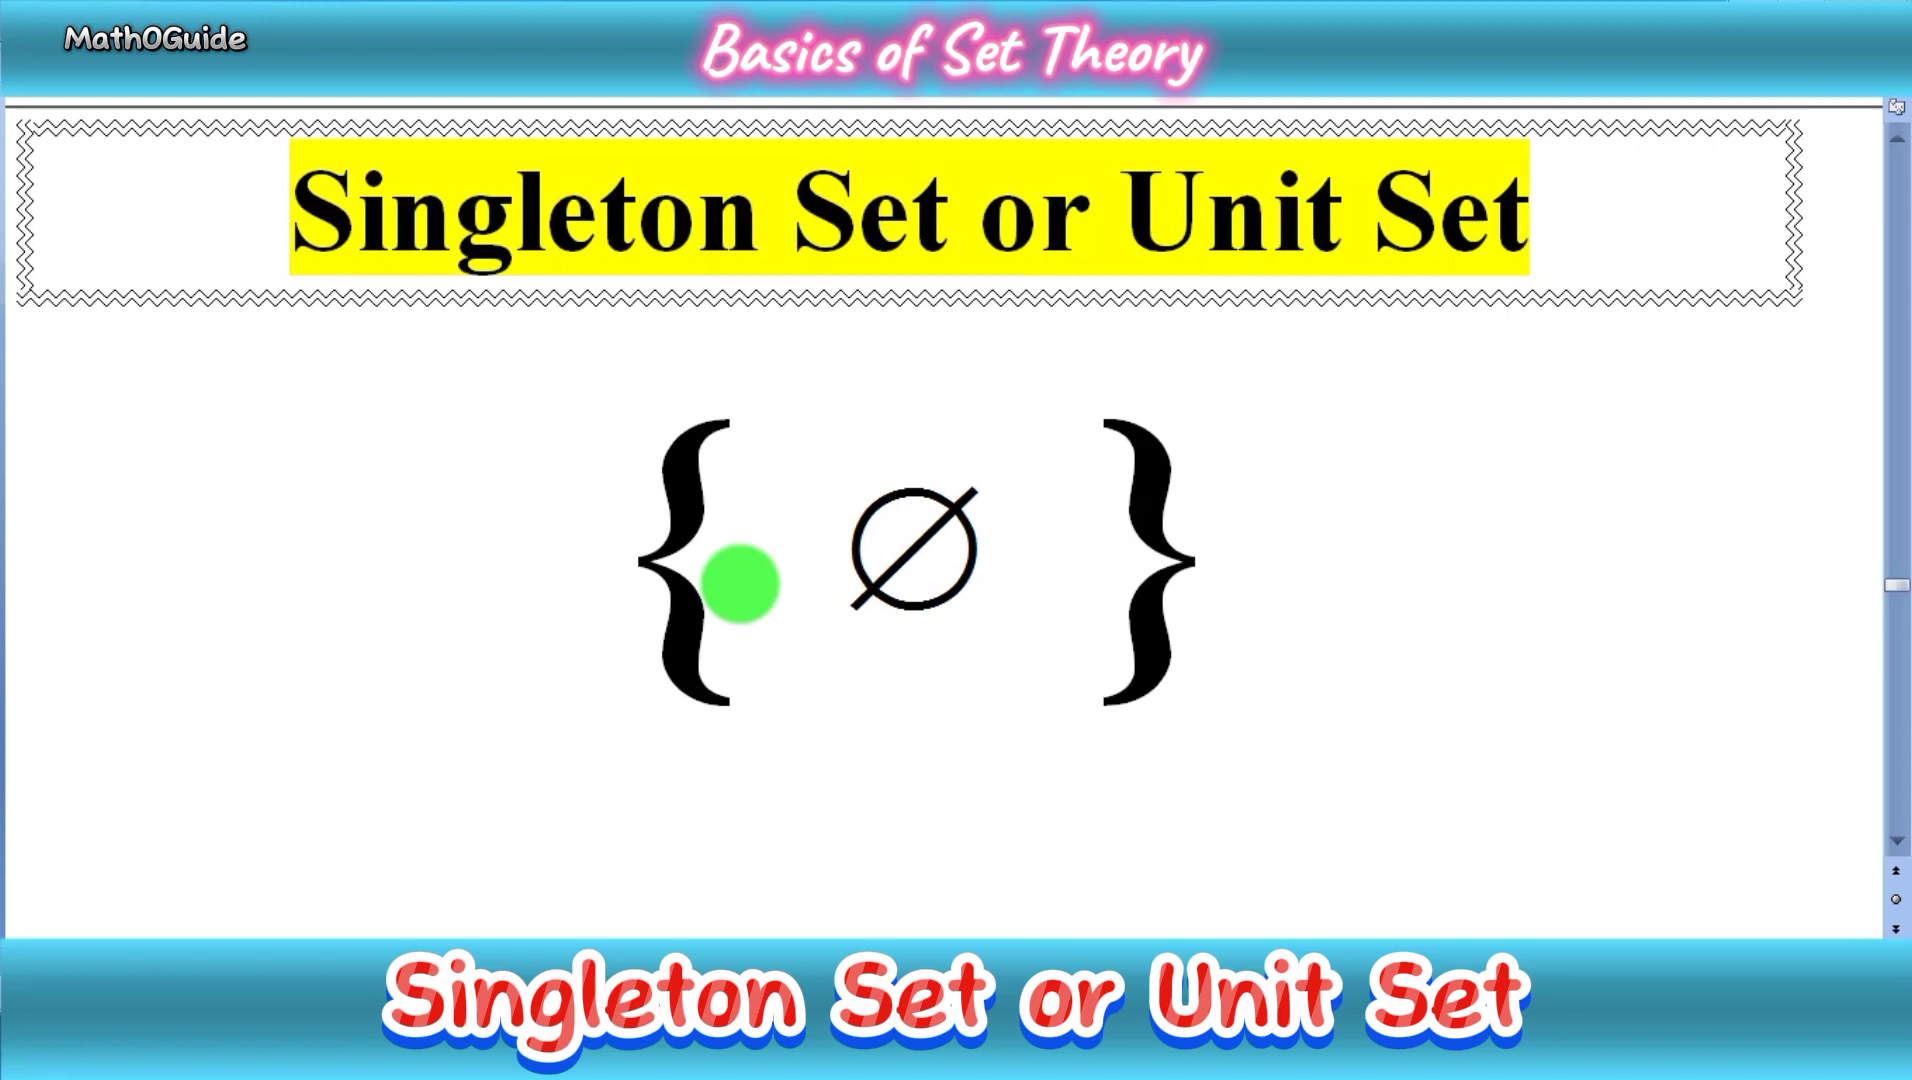 MathOGuide
Basics of Set Theory
Singleton Set or Unit Set
{ ∅ }
Singleton Set or Unit Set